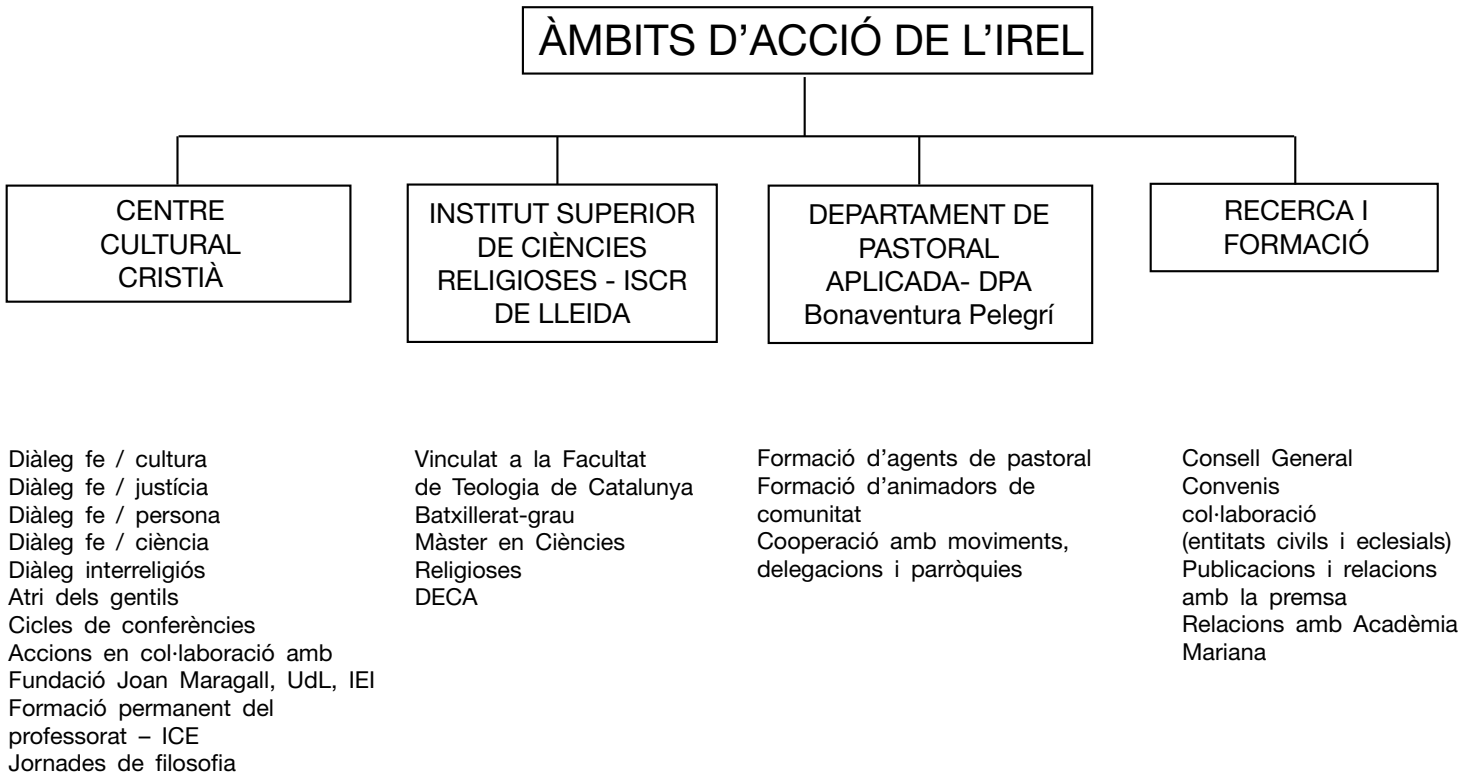 ÀMBITS D’ACCIÓ DE L’IREL
CENTRE
CULTURAL
CRISTIÀ
INSTITUT SUPERIOR
DE CIÈNCIES
RELIGIOSES - ISCR
DE LLEIDA
DEPARTAMENT DE
PASTORAL
APLICADA- DPA
Bonaventura Pelegrí
RECERCA I
FORMACIÓ
Diàleg fe / cultura
Diàleg fe / justícia
Diàleg fe / persona
Diàleg fe / ciència
Diàleg interreligiós
Atri dels gentils
Cicles de conferències
Accions en col·laboració amb
Fundació Joan Maragall, UdL, IEI
Formació permanent del
professorat – ICE
Jornades de filosofia
Vinculat a la Facultat
de Teologia de Catalunya
Batxillerat-grau
Màster en Ciències
Religioses
DECA
Formació d’agents de pastoral
Formació d’animadors de
comunitat
Cooperació amb moviments,
delegacions i parròquies
Consell General
Convenis
col·laboració
(entitats civils i eclesials)
Publicacions i relacions
amb la premsa
Relacions amb Acadèmia
Mariana